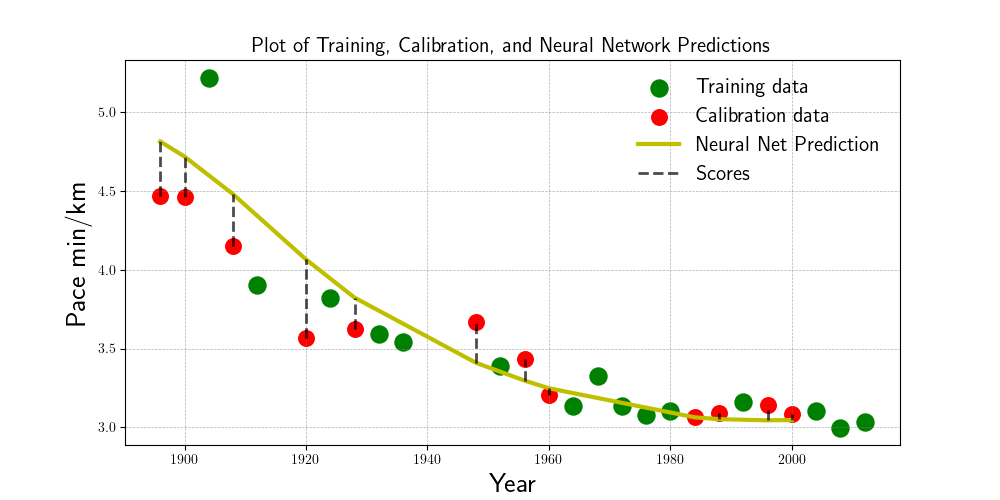 Plot of Training, Calibration, and Neural Network Predictions
Training data
Calibration data
Neural Net Prediction
Scores
Pace min/km
5.0
4.5
4.0
3.5
3.0
1900 1920 1940 1960 1980 2000
Year